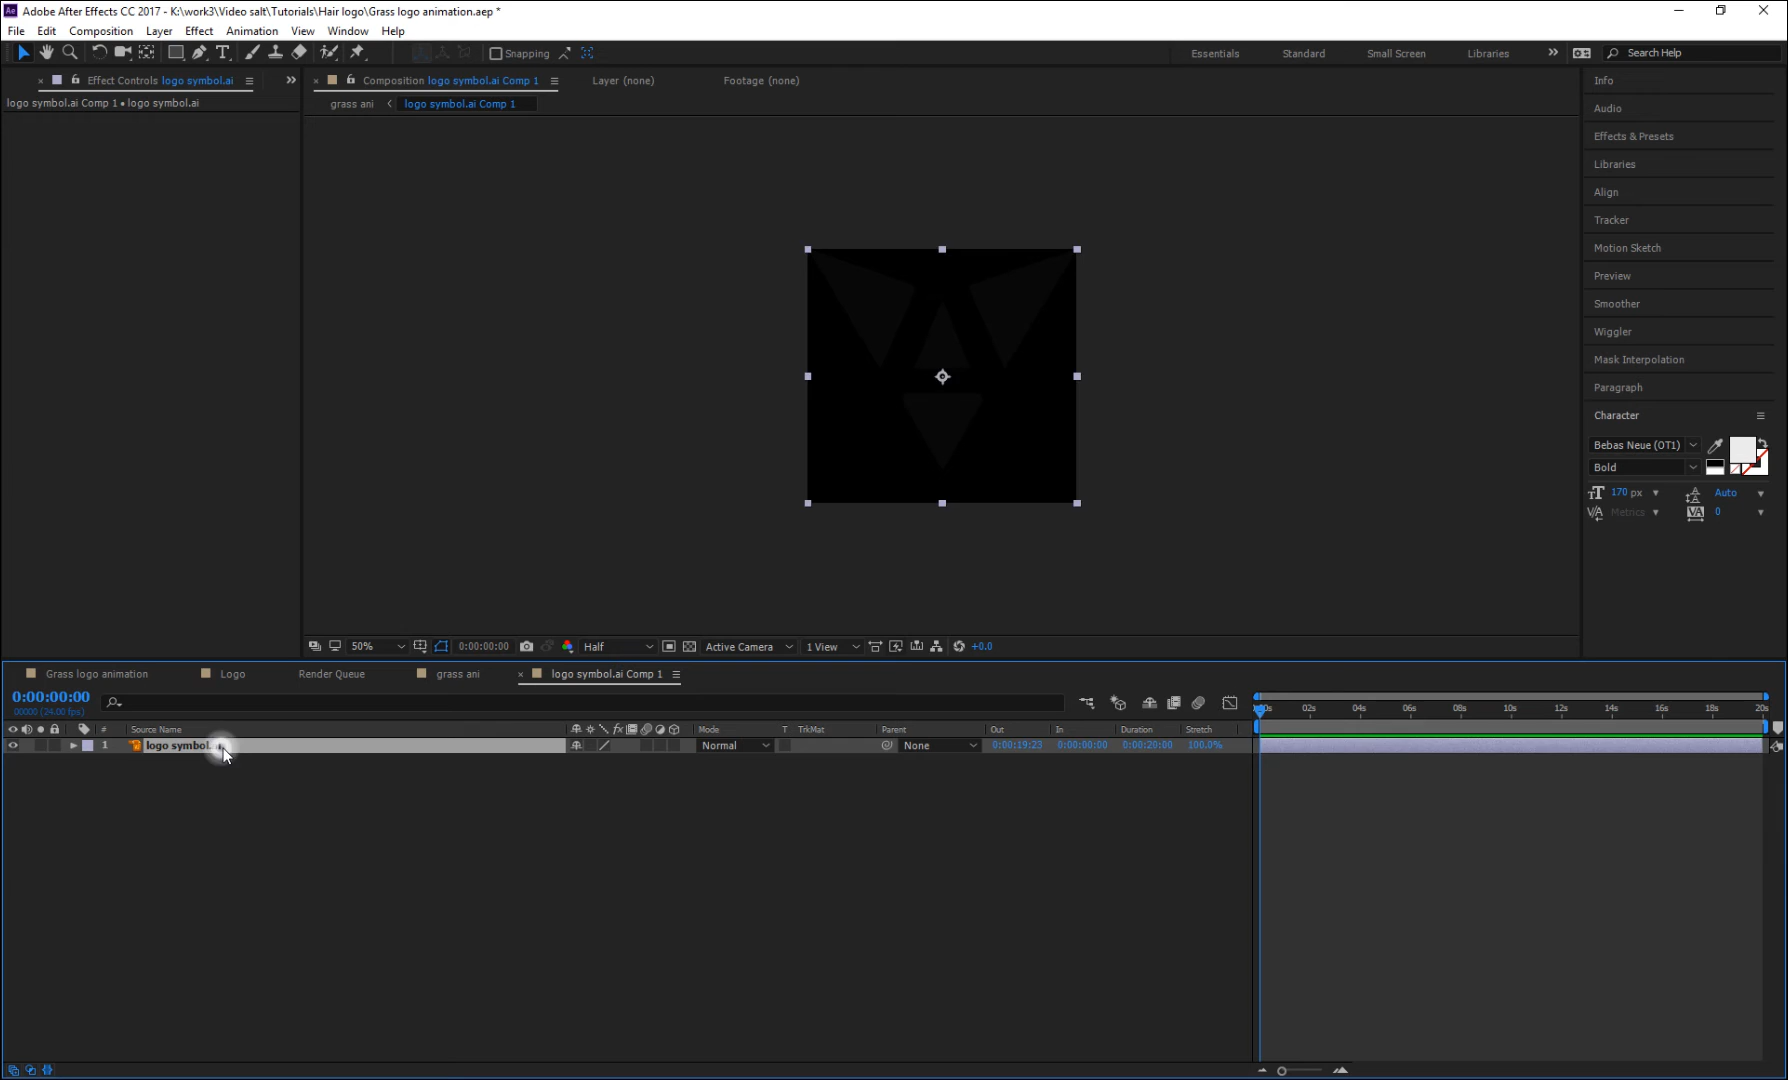 Adobe After Effects CC 2017 - K:\work3\Video salt\Tutorials\Hair logo\Grass logo animation.aep *
File Edit Composition Layer Effect Animation View Window Help
Snapping
Essentials Standard Small Screen Libraries Search Help
Effect Controls logo symbol.ai
Composition logo symbol.ai Comp 1 Layer (none) Footage (none)
logo symbol.ai Comp 1 • logo symbol.ai
grass ani logo symbol.ai Comp 1
Info
Audio
Effects & Presets
Libraries
Align
Tracker
Motion Sketch
Preview
Smoother
Wiggler
Mask Interpolation
Paragraph
Character
Bebas Neue (OT1)
Bold
170 px Auto
Metrics 0
50% 0:00:00:00 Half Active Camera 1 View +0.0
Grass logo animation Logo Render Queue grass ani logo symbol.ai Comp 1
0:00:00:00
00000 (24.00 fps)
02s 04s 06s 08s 10s 12s 14s 16s 18s 20s
# Source Name Mode T TrkMat Parent Out In Duration Stretch
1 logo symbol. Normal None 0:00:19:23 0:00:00:00 0:00:20:00 100.0%